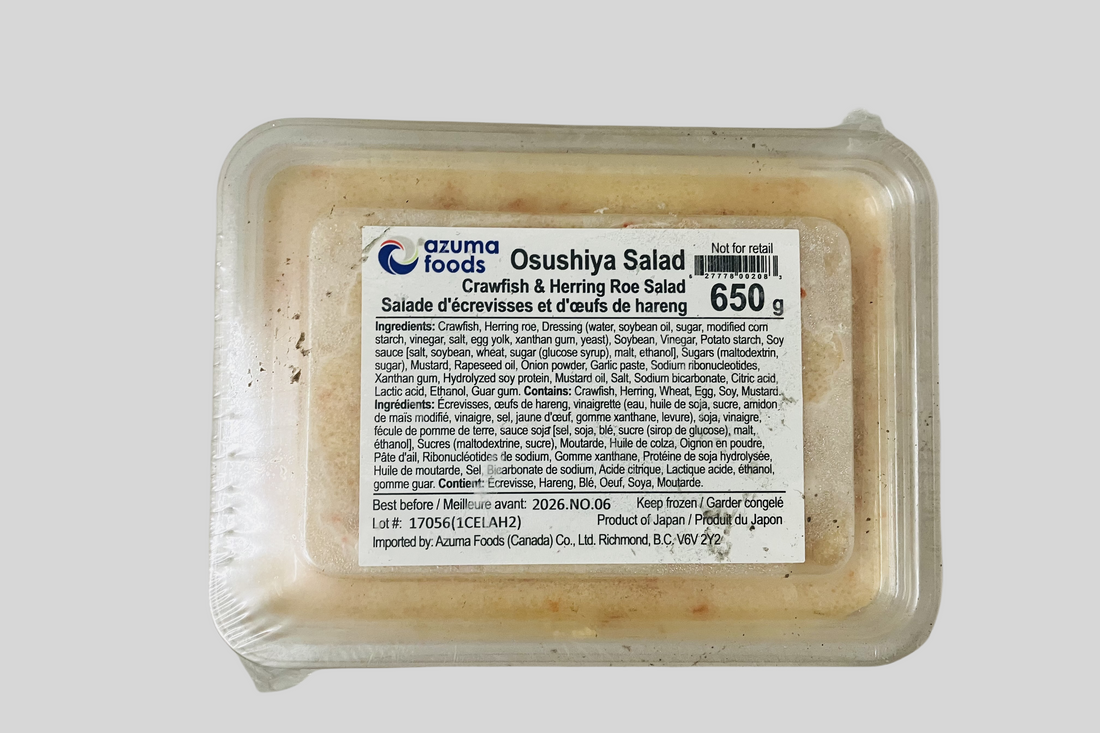 azuma
foods
Osushiya Salad
Not for retail
6 27778 00208 3
Crawfish & Herring Roe Salad
Salade d'écrevisses et d'œufs de hareng
650 g
Ingredients: Crawfish, Herring roe, Dressing (water, soybean oil, sugar, modified corn
starch, vinegar, salt, egg yolk, xanthan gum, yeast), Soybean, Vinegar, Potato starch, Soy
sauce [salt, soybean, wheat, sugar (glucose syrup), malt, ethanol], Sugars (maltodextrin,
sugar), Mustard, Rapeseed oil, Onion powder, Garlic paste, Sodium ribonucleotides,
Xanthan gum, Hydrolyzed soy protein, Mustard oil, Salt, Sodium bicarbonate, Citric acid,
Lactic acid, Ethanol, Guar gum. Contains: Crawfish, Herring, Wheat, Egg, Soy, Mustard.
Ingrédients: Écrevisses, œufs de hareng, vinaigrette (eau, huile de soja, sucre, amidon
de maïs modifié, vinaigre, sel, jaune d'œuf, gomme xanthane, levure), soja, vinaigre,
fécule de pomme de terre, sauce soja [sel, soja, blé, sucre (sirop de glucose), malt,
éthanol], Sucres (maltodextrine, sucre), Moutarde, Huile de colza, Oignon en poudre,
Pâte d'ail, Ribonucléotides de sodium, Gomme xanthane, Protéine de soja hydrolysée,
Huile de moutarde, Sel, Bicarbonate de sodium, Acide citrique, Lactique acide, éthanol,
gomme guar. Contient: Écrevisse, Hareng, Blé, Oeuf, Soya, Moutarde.
Best before / Meilleure avant: 2026.NO.06 Keep frozen / Garder congelé
Lot #: 17056(1CELAH2) Product of Japan / Produit du Japon
Imported by: Azuma Foods (Canada) Co., Ltd. Richmond, B.C. V6V 2Y2